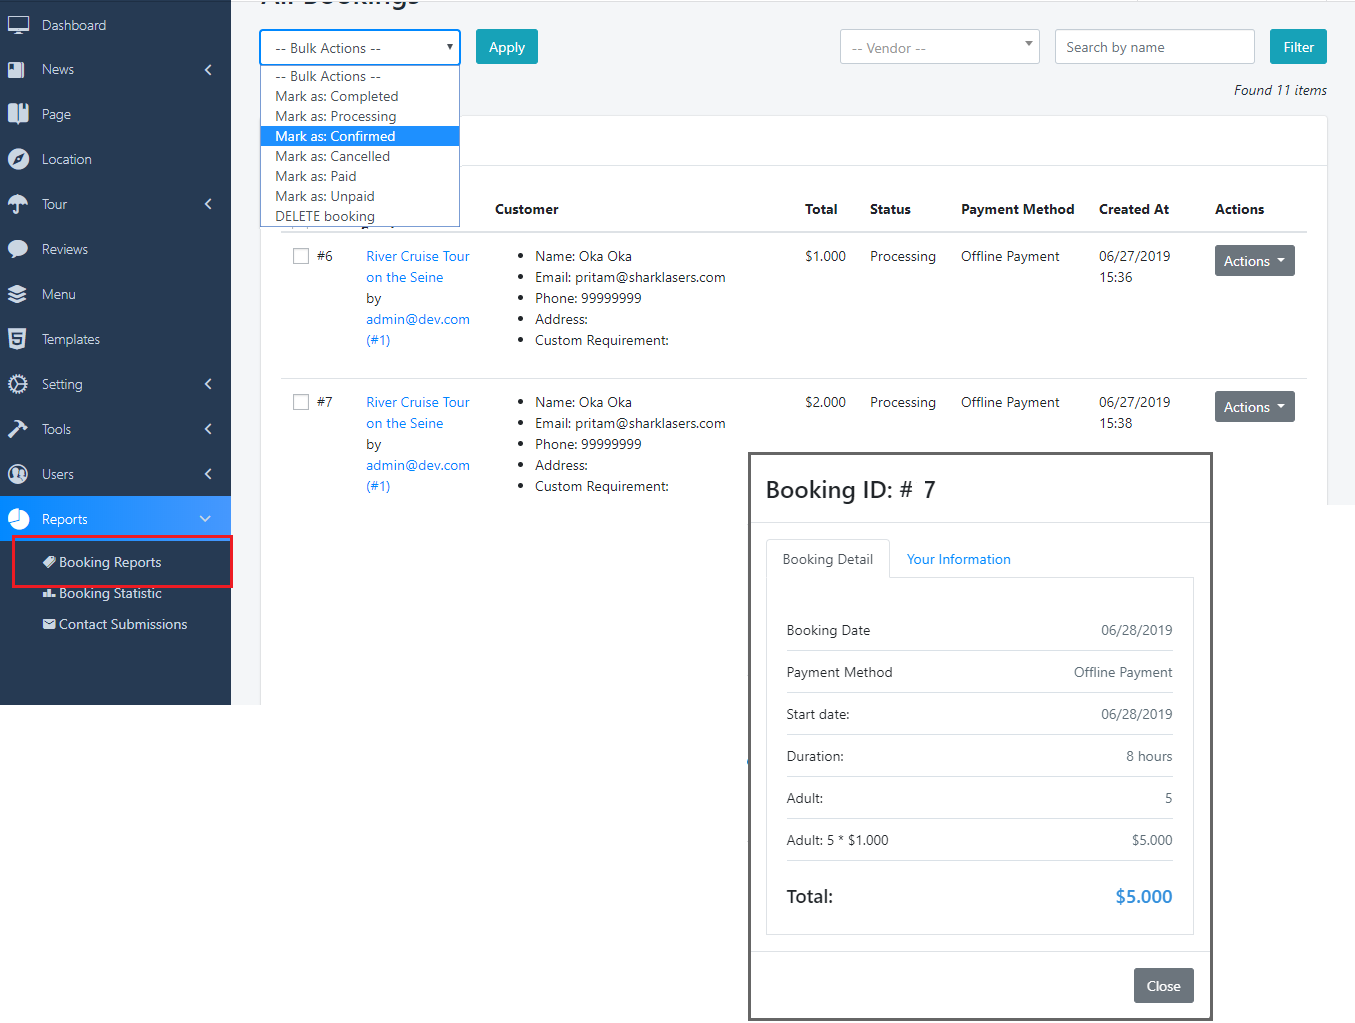 Dashboard
News
Page
Location
Tour
Reviews
Menu
Templates
Setting
Tools
Users
Reports
Booking Reports
Booking Statistic
Contact Submissions
All Bookings
-- Bulk Actions --
Apply
-- Vendor --
Search by name
Filter
-- Bulk Actions --
Mark as: Completed
Mark as: Processing
Mark as: Confirmed
Mark as: Cancelled
Mark as: Paid
Mark as: Unpaid
DELETE booking
Found 11 items
Customer
Total
Status
Payment Method
Created At
Actions
#6
River Cruise Tour
on the Seine
by
admin@dev.com
(#1)
Name: Oka Oka
Email: pritam@sharklasers.com
Phone: 99999999
Address:
Custom Requirement:
$1.000
Processing
Offline Payment
06/27/2019
15:36
Actions
#7
River Cruise Tour
on the Seine
by
admin@dev.com
(#1)
Name: Oka Oka
Email: pritam@sharklasers.com
Phone: 99999999
Address:
Custom Requirement:
$2.000
Processing
Offline Payment
06/27/2019
15:38
Actions
Booking ID: # 7
Booking Detail
Your Information
Booking Date 06/28/2019
Payment Method Offline Payment
Start date: 06/28/2019
Duration: 8 hours
Adult: 5
Adult: 5 * $1.000 $5.000
Total: $5.000
Close